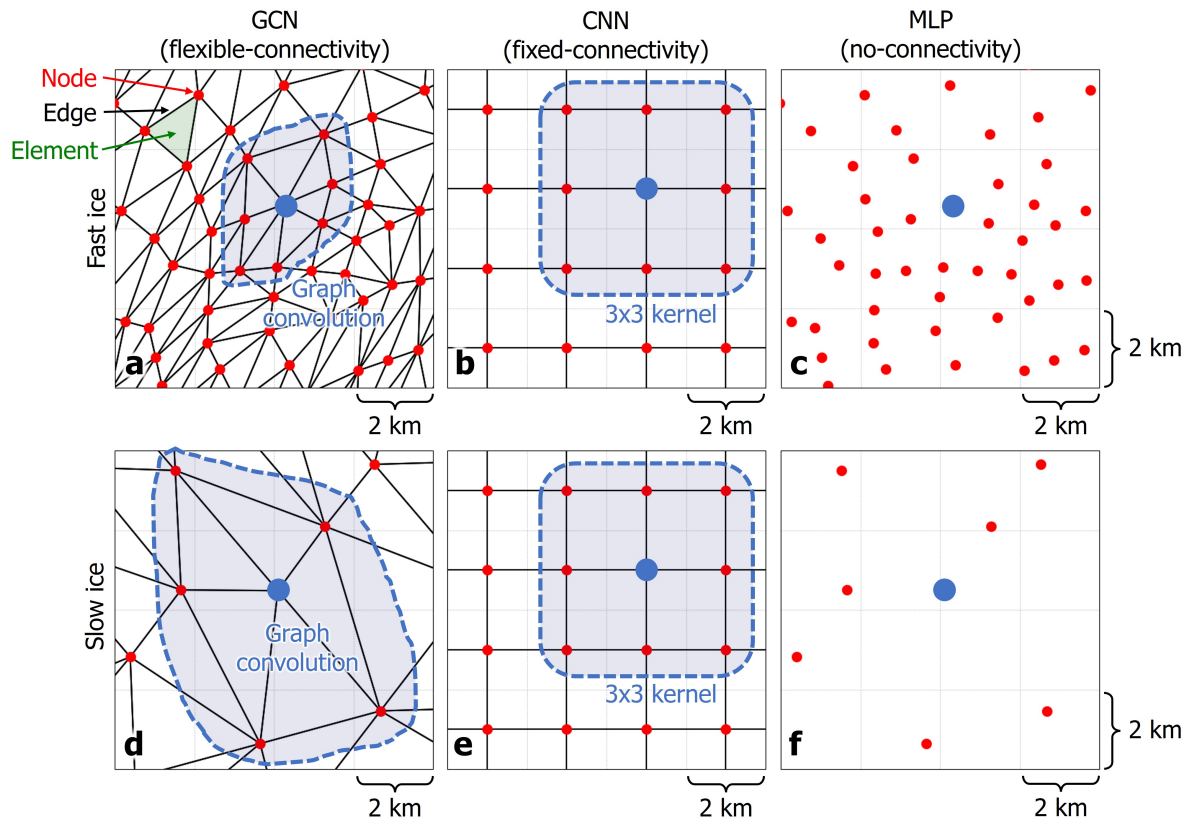 GCN
(flexible-connectivity)
CNN
(fixed-connectivity)
MLP
(no-connectivity)
Node
Edge
Element
Fast ice
Graph
convolution
a
2 km
3x3 kernel
b
2 km
c
2 km
2 km
Slow ice
Graph
convolution
d
2 km
3x3 kernel
e
2 km
f
2 km
2 km